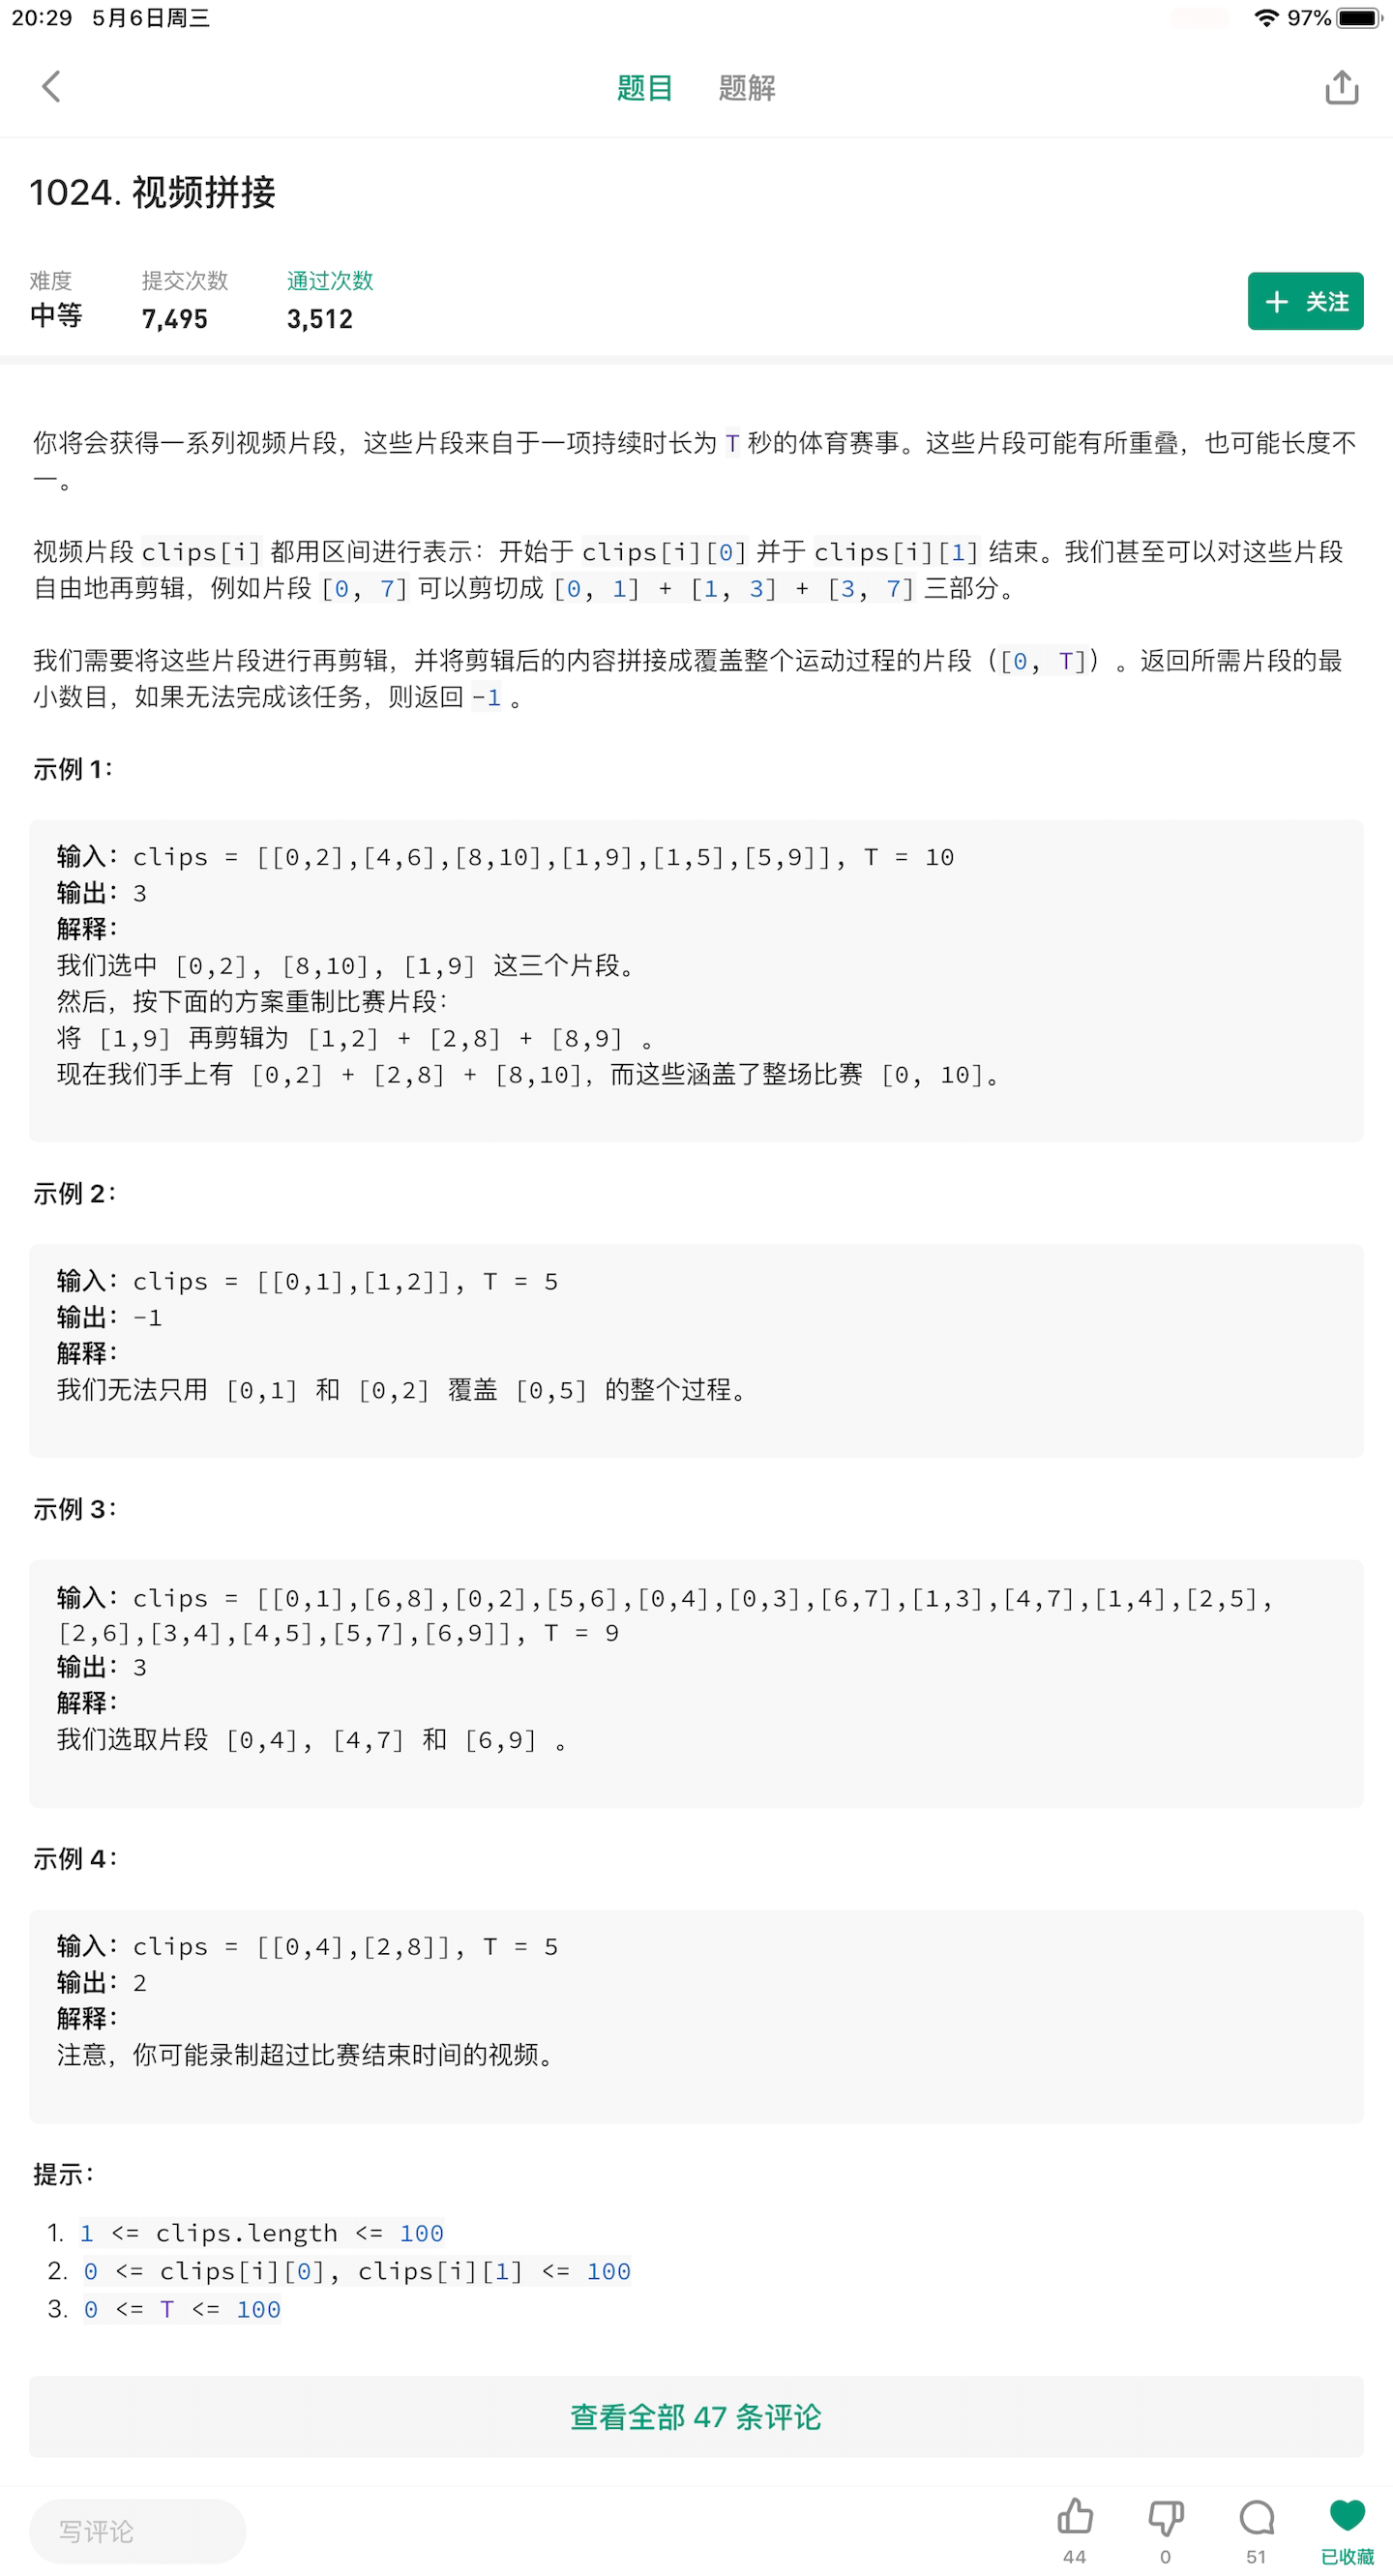 20:29 5月6日周三 97%
题目 题解
1024. 视频拼接
难度 提交次数 通过次数
中等 7,495 3,512
+ 关注
你将会获得一系列视频片段，这些片段来自于一项持续时长为 T 秒的体育赛事。这些片段可能有所重叠，也可能长度不
一。
视频片段 clips[i] 都用区间进行表示：开始于 clips[i][0] 并于 clips[i][1] 结束。我们甚至可以对这些片段
自由地再剪辑，例如片段 [0, 7] 可以剪切成 [0, 1] + [1, 3] + [3, 7] 三部分。
我们需要将这些片段进行再剪辑，并将剪辑后的内容拼接成覆盖整个运动过程的片段（[0, T]）。返回所需片段的最
小数目，如果无法完成该任务，则返回 -1 。
示例 1：
输入：clips = [[0,2],[4,6],[8,10],[1,9],[1,5],[5,9]], T = 10
输出：3
解释：
我们选中 [0,2], [8,10], [1,9] 这三个片段。
然后，按下面的方案重制比赛片段：
将 [1,9] 再剪辑为 [1,2] + [2,8] + [8,9] 。
现在我们手上有 [0,2] + [2,8] + [8,10]，而这些涵盖了整场比赛 [0, 10]。
示例 2：
输入：clips = [[0,1],[1,2]], T = 5
输出：-1
解释：
我们无法只用 [0,1] 和 [0,2] 覆盖 [0,5] 的整个过程。
示例 3：
输入：clips = [[0,1],[6,8],[0,2],[5,6],[0,4],[0,3],[6,7],[1,3],[4,7],[1,4],[2,5],
[2,6],[3,4],[4,5],[5,7],[6,9]], T = 9
输出：3
解释：
我们选取片段 [0,4], [4,7] 和 [6,9] 。
示例 4：
输入：clips = [[0,4],[2,8]], T = 5
输出：2
解释：
注意，你可能录制超过比赛结束时间的视频。
提示：
1. 1 <= clips.length <= 100
2. 0 <= clips[i][0], clips[i][1] <= 100
3. 0 <= T <= 100
查看全部 47 条评论
写评论
44 0 51 已收藏